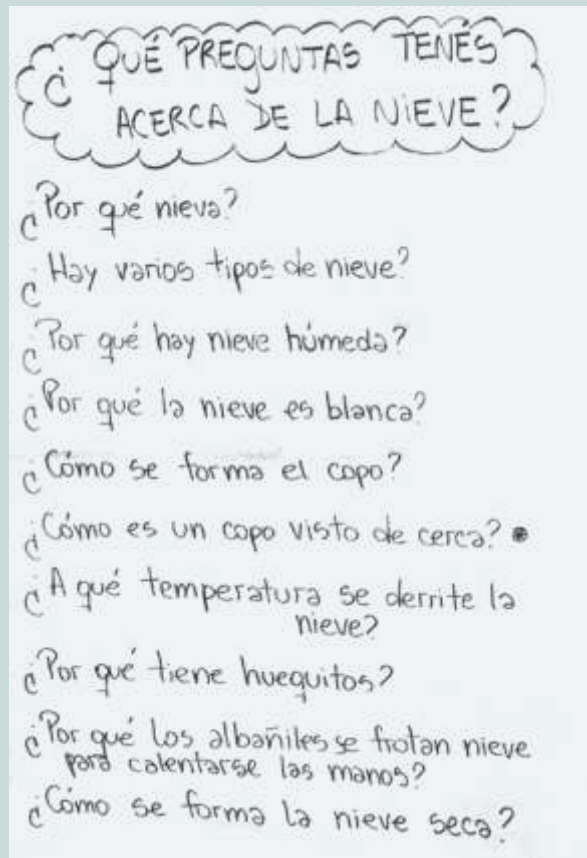 ¿ QUÉ PREGUNTAS TENÉS
ACERCA DE LA NIEVE?
¿Por qué nieva?
¿Hay varios tipos de nieve?
¿Por qué hay nieve húmeda?
¿Por qué la nieve es blanca?
¿Cómo se forma el copo?
¿Cómo es un copo visto de cerca?
¿A qué temperatura se derrite la
nieve?
¿Por qué tiene huequitos?
¿Por qué los albañiles se frotan nieve
para calentarse las manos?
¿Cómo se forma la nieve seca?